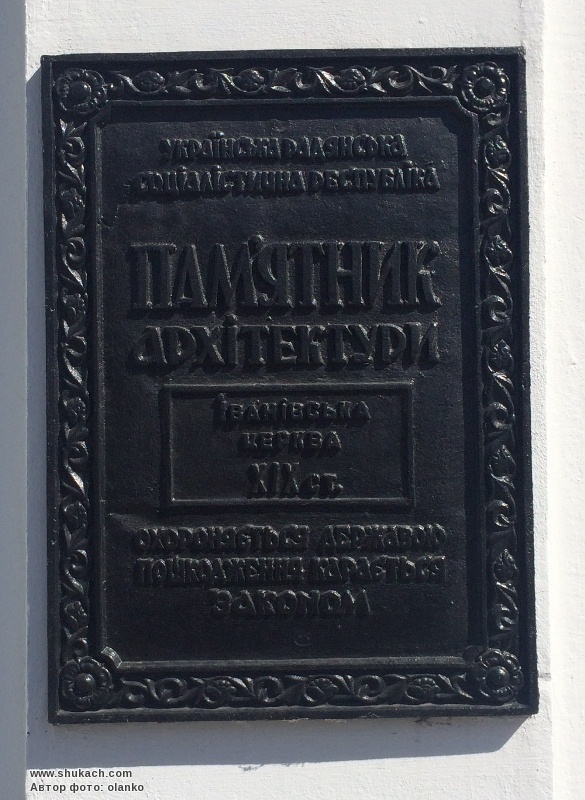 УКРАЇНСЬКА РАДЯНСЬКА
СОЦІАЛІСТИЧНА РЕСПУБЛІКА
ПАМ'ЯТНИК
АРХІТЕКТУРИ
ІВАНІВСЬКА
ЦЕРКВА
XIX ст.
ОХОРОНЯЄТЬСЯ ДЕРЖАВОЮ
ПОШКОДЖЕННЯ КАРАЄТЬСЯ
ЗАКОНОМ
www.shukach.com
Автор фото: olanko